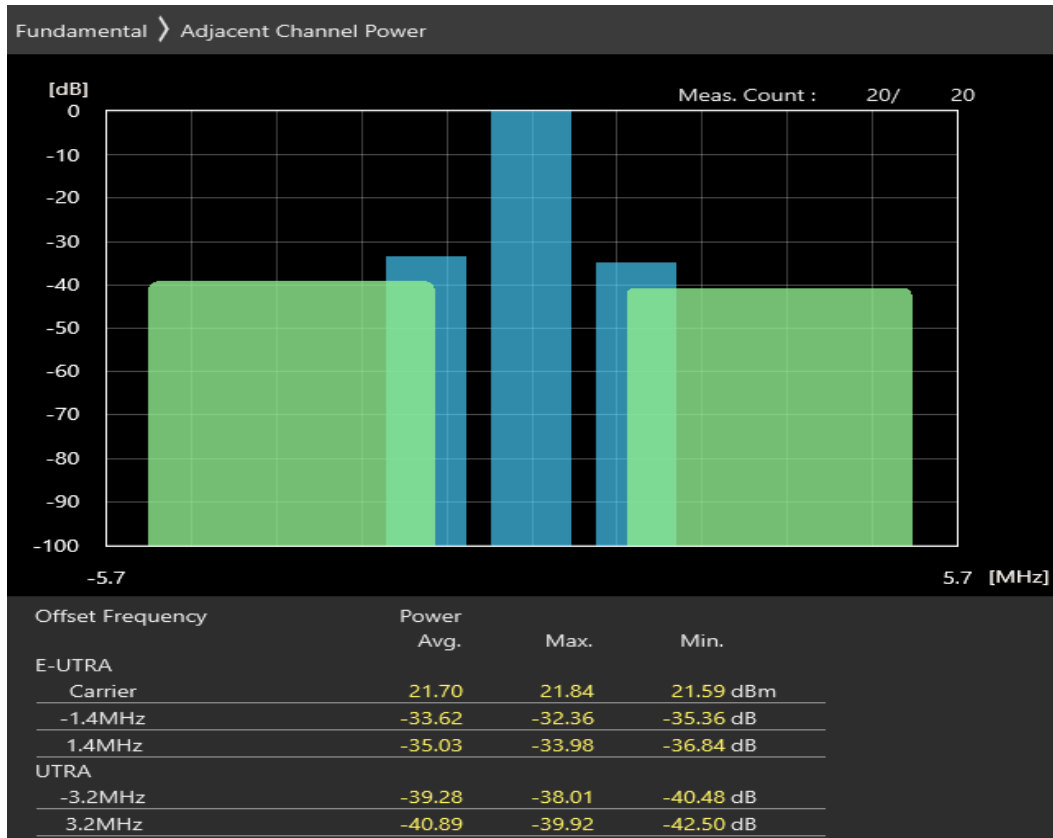 Fundamental 〉 Adjacent Channel Power
[dB]
Meas. Count : 20/ 20
0
-10
-20
-30
-40
-50
-60
-70
-80
-90
-100
-5.7 5.7 [MHz]
Offset Frequency Power
Avg. Max. Min.
E-UTRA
Carrier 21.70 21.84 21.59 dBm
-1.4MHz -33.62 -32.36 -35.36 dB
1.4MHz -35.03 -33.98 -36.84 dB
UTRA
-3.2MHz -39.28 -38.01 -40.48 dB
3.2MHz -40.89 -39.92 -42.50 dB